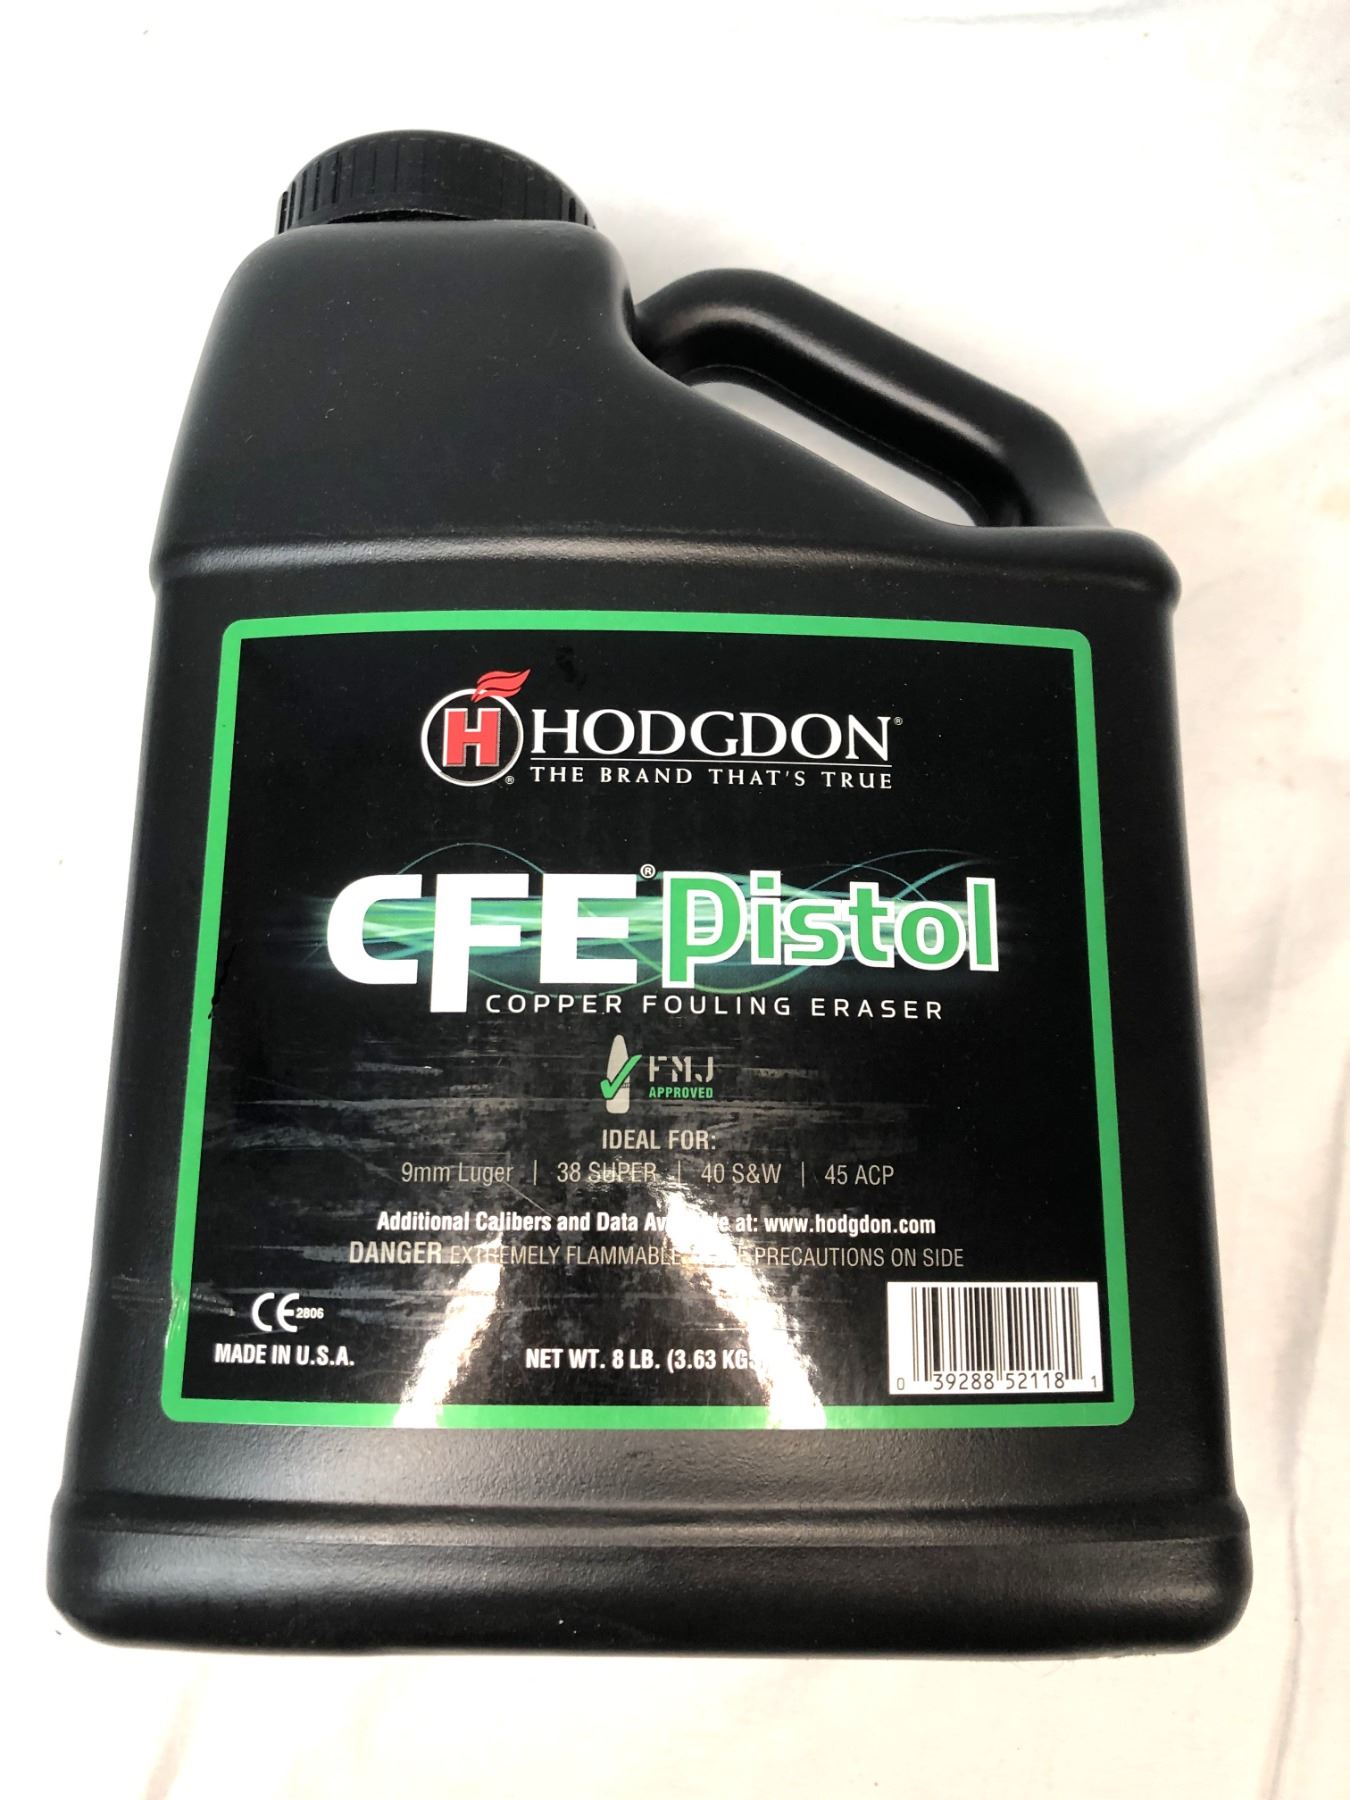 H HODGDON®
®
THE BRAND THAT'S TRUE
CFE® Pistol
COPPER FOULING ERASER
FMJ
APPROVED
IDEAL FOR:
9mm Luger | 38 SUPER | 40 S&W | 45 ACP
Additional Calibers and Data at: www.hodgdon.com
DANGER EXTREMELY FLAMMABLE PRECAUTIONS ON SIDE
CE 2806
MADE IN U.S.A.
NET WT. 8 LB. (3.63 KG
0 39288 52118 1